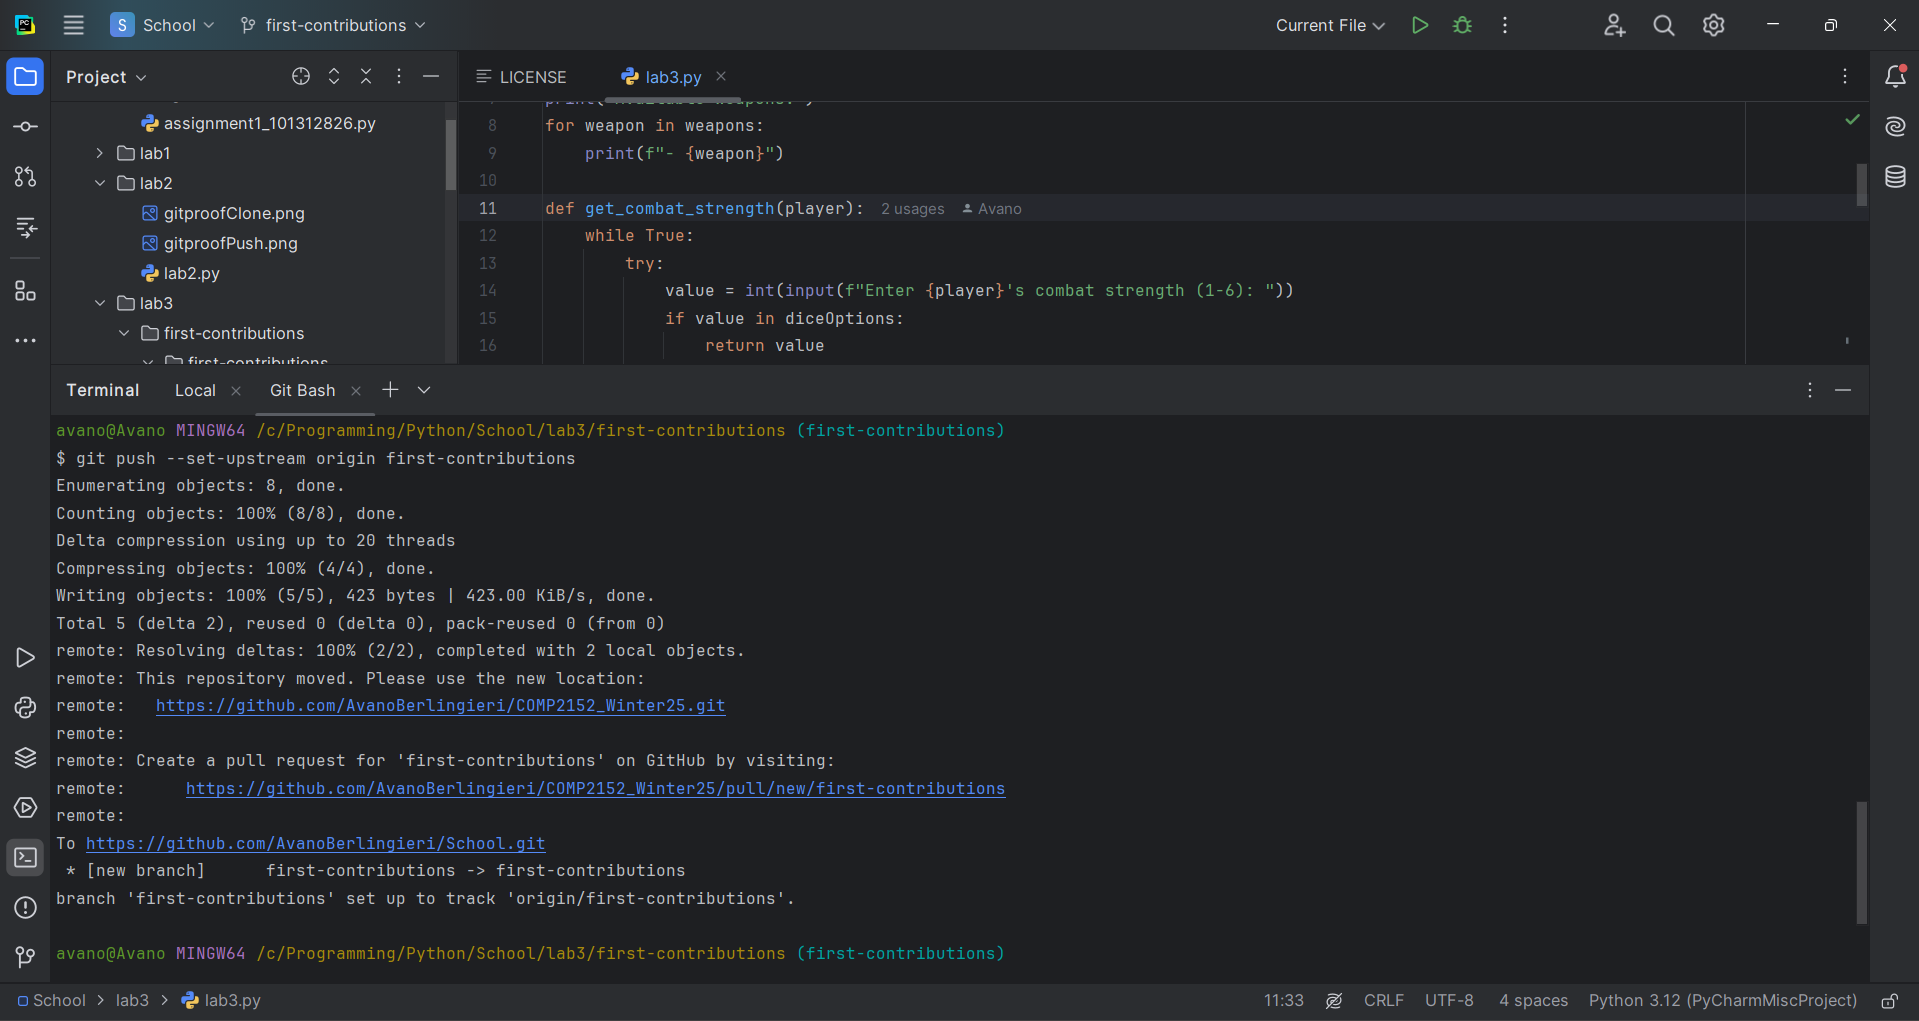 S School first-contributions Current File
Project
LICENSE lab3.py
assignment1_101312826.py
lab1
lab2
gitproofClone.png
gitproofPush.png
lab2.py
lab3
first-contributions
first-contributions
8 for weapon in weapons:
9 print(f"- {weapon}")
10
11 def get_combat_strength(player): 2 usages Avano
12 while True:
13 try:
14 value = int(input(f"Enter {player}'s combat strength (1-6): "))
15 if value in diceOptions:
16 return value
Terminal Local Git Bash
avano@Avano MINGW64 /c/Programming/Python/School/lab3/first-contributions (first-contributions)
$ git push --set-upstream origin first-contributions
Enumerating objects: 8, done.
Counting objects: 100% (8/8), done.
Delta compression using up to 20 threads
Compressing objects: 100% (4/4), done.
Writing objects: 100% (5/5), 423 bytes | 423.00 KiB/s, done.
Total 5 (delta 2), reused 0 (delta 0), pack-reused 0 (from 0)
remote: Resolving deltas: 100% (2/2), completed with 2 local objects.
remote: This repository moved. Please use the new location:
remote: https://github.com/AvanoBerlingieri/COMP2152_Winter25.git
remote:
remote: Create a pull request for 'first-contributions' on GitHub by visiting:
remote: https://github.com/AvanoBerlingieri/COMP2152_Winter25/pull/new/first-contributions
remote:
To https://github.com/AvanoBerlingieri/School.git
* [new branch] first-contributions -> first-contributions
branch 'first-contributions' set up to track 'origin/first-contributions'.
avano@Avano MINGW64 /c/Programming/Python/School/lab3/first-contributions (first-contributions)
School > lab3 > lab3.py 11:33 CRLF UTF-8 4 spaces Python 3.12 (PyCharmMiscProject)